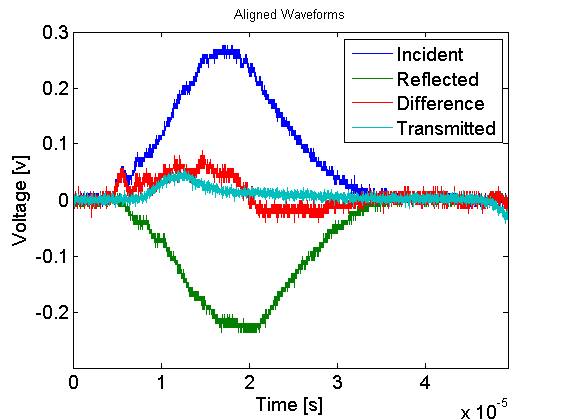 Aligned Waveforms
0.3
0.2
0.1
0
-0.1
-0.2
Voltage [v]
Incident
Reflected
Difference
Transmitted
0 1 2 3 4
Time [s]
x 10^-5